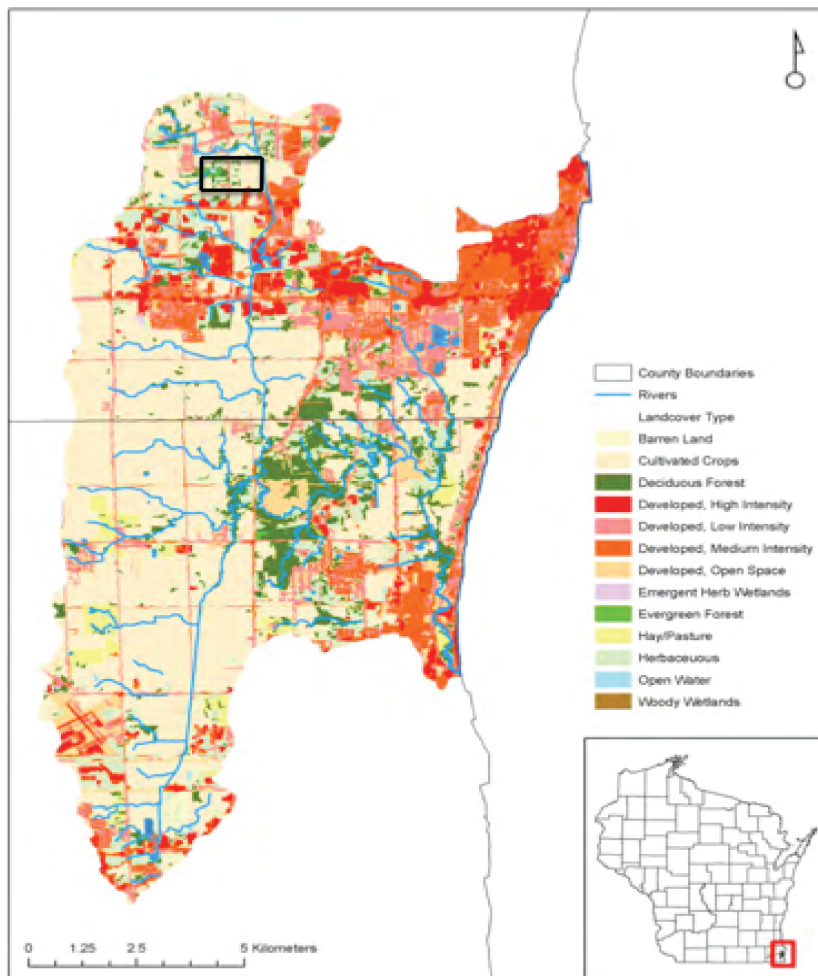 County Boundaries
Rivers
Landcover Type
Barren Land
Cultivated Crops
Deciduous Forest
Developed, High Intensity
Developed, Low Intensity
Developed, Medium Intensity
Developed, Open Space
Emergent Herb Wetlands
Evergreen Forest
Hay/Pasture
Herbaceuous
Open Water
Woody Wetlands
0 1.25 2.5 5 Kilometers